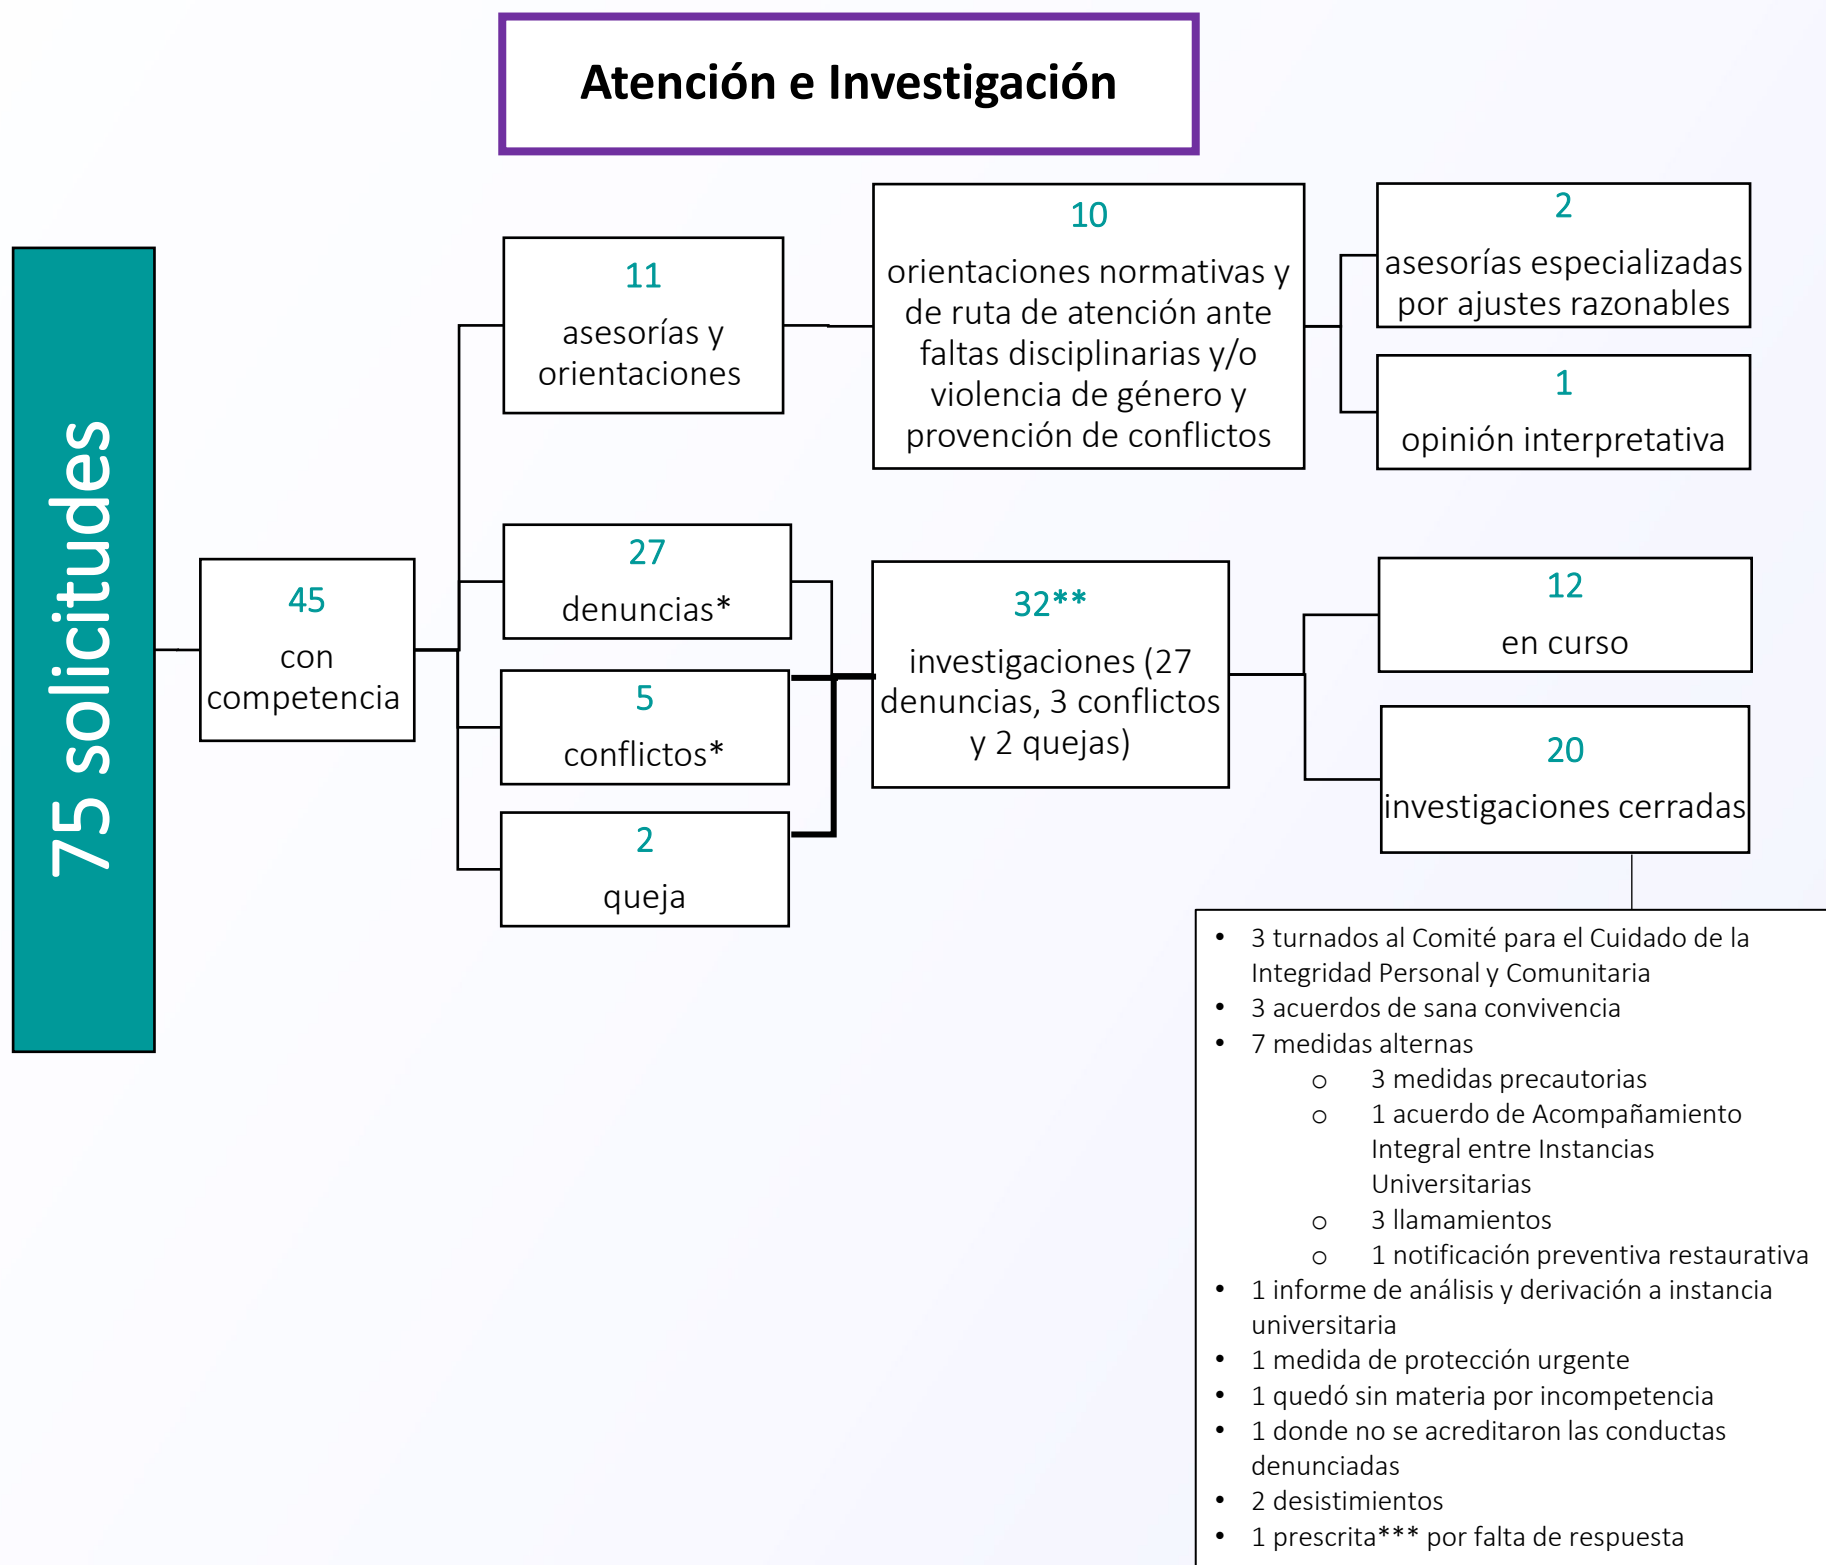 Atención e Investigación
75 solicitudes
45
con
competencia
11
asesorías y
orientaciones
10
orientaciones normativas y
de ruta de atención ante
faltas disciplinarias y/o
violencia de género y
provención de conflictos
2
asesorías especializadas
por ajustes razonables
1
opinión interpretativa
27
denuncias*
5
conflictos*
2
queja
32**
investigaciones (27
denuncias, 3 conflictos
y 2 quejas)
12
en curso
20
investigaciones cerradas
• 3 turnados al Comité para el Cuidado de la
Integridad Personal y Comunitaria
• 3 acuerdos de sana convivencia
• 7 medidas alternas
o 3 medidas precautorias
o 1 acuerdo de Acompañamiento
Integral entre Instancias
Universitarias
o 3 llamamientos
o 1 notificación preventiva restaurativa
• 1 informe de análisis y derivación a instancia
universitaria
• 1 medida de protección urgente
• 1 quedó sin materia por incompetencia
• 1 donde no se acreditaron las conductas
denunciadas
• 2 desistimientos
• 1 prescrita*** por falta de respuesta